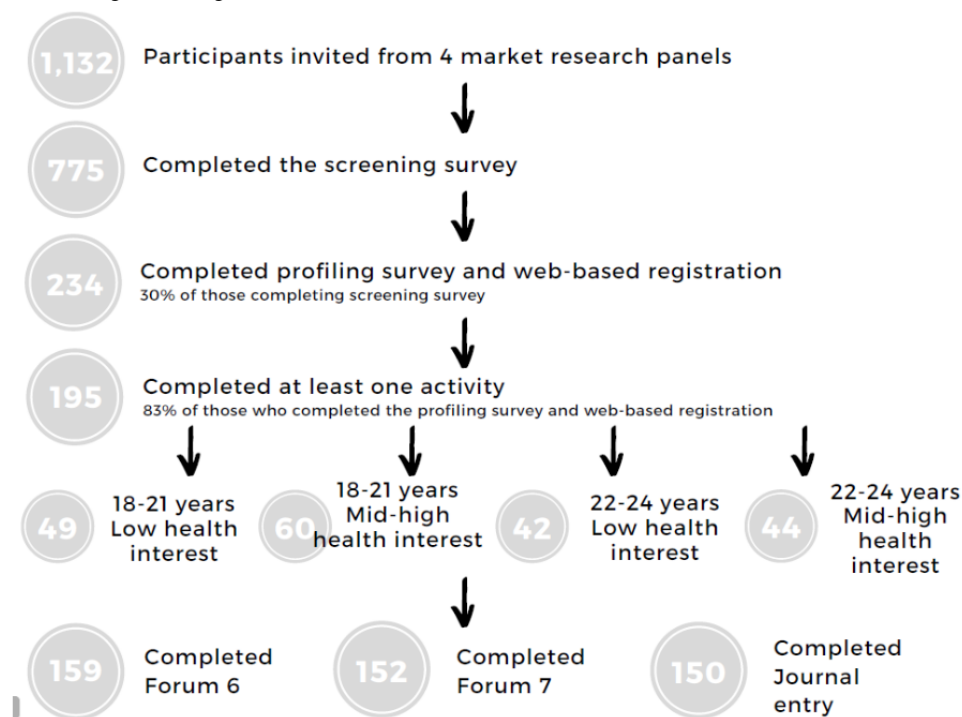 1,132
Participants invited from 4 market research panels
775
Completed the screening survey
234
Completed profiling survey and web-based registration
30% of those completing screening survey
195
Completed at least one activity
83% of those who completed the profiling survey and web-based registration
49
18-21 years
Low health
interest
60
18-21 years
Mid-high
health interest
42
22-24 years
Low health
interest
44
22-24 years
Mid-high
health
interest
159
Completed
Forum 6
152
Completed
Forum 7
150
Completed
Journal
entry